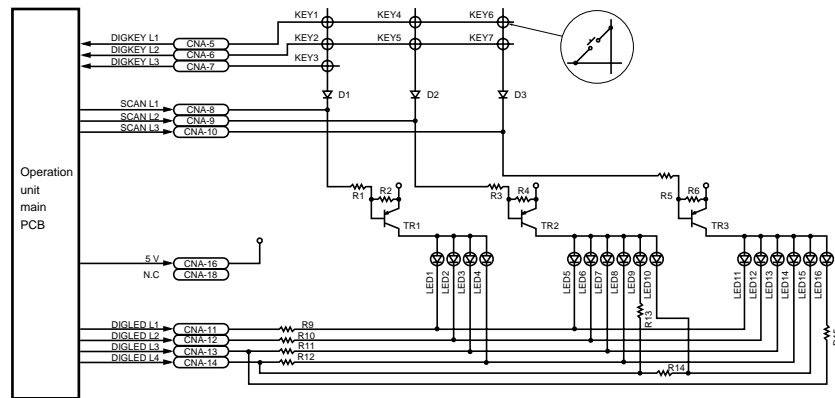 KEY1 KEY4 KEY6
DIGKEY L1 CNA-5
DIGKEY L2 CNA-6 KEY2 KEY5 KEY7
DIGKEY L3 CNA-7 KEY3
D1 D2 D3
SCAN L1 CNA-8
SCAN L2 CNA-9
SCAN L3 CNA-10
Operation
unit
main
PCB
R1 R2 R3 R4 R5 R6
TR1 TR2 TR3
5 V CNA-16
N.C CNA-18
LED1 LED2 LED3 LED4 LED5 LED6 LED7 LED8 LED9 LED10 LED11 LED12 LED13 LED14 LED15 LED16
R13
DIGLED L1 CNA-11 R9
DIGLED L2 CNA-12 R10
DIGLED L3 CNA-13 R11
DIGLED L4 CNA-14 R12
R14